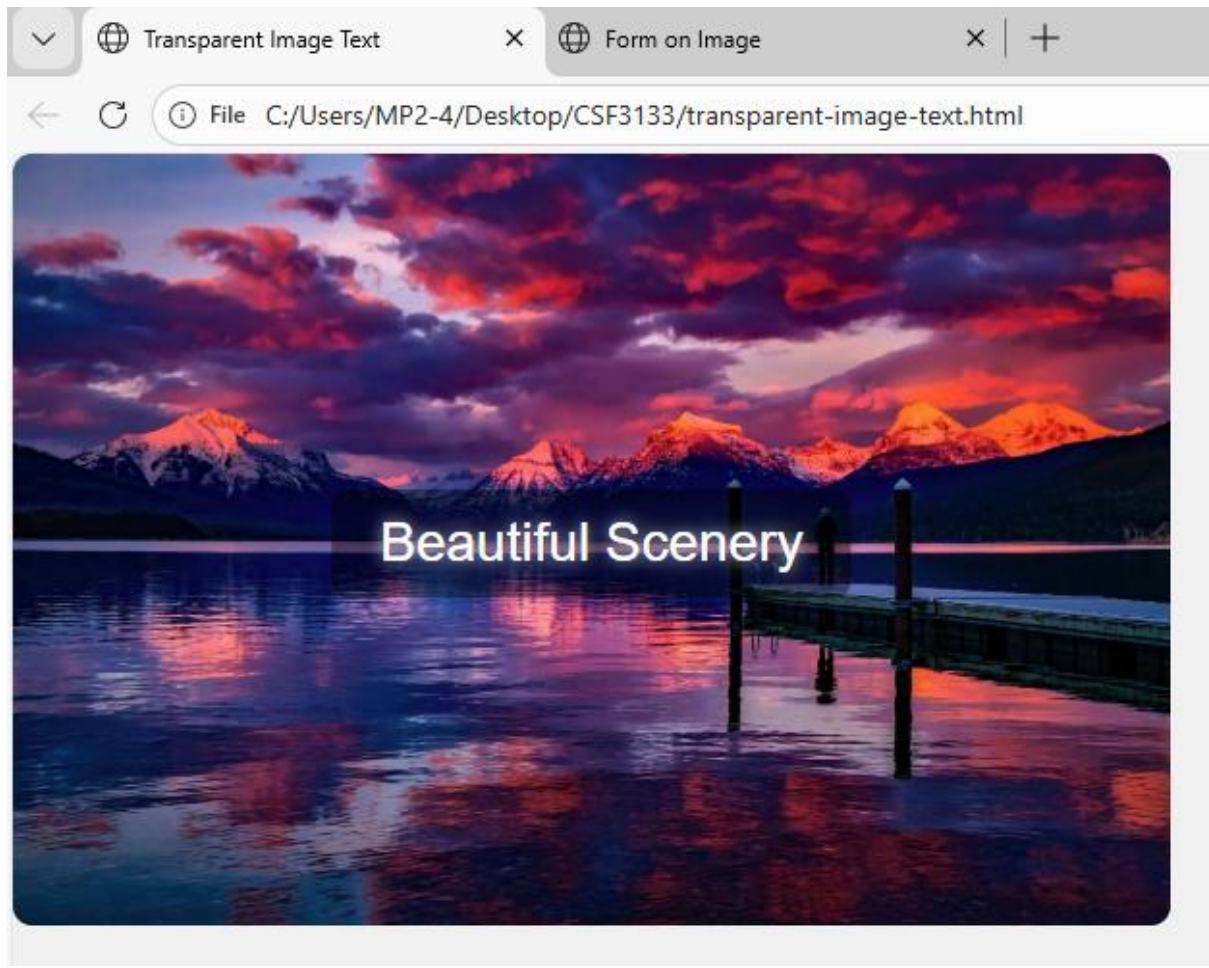 Transparent Image Text
Form on Image
File C:/Users/MP2-4/Desktop/CSF3133/transparent-image-text.html
Beautiful Scenery